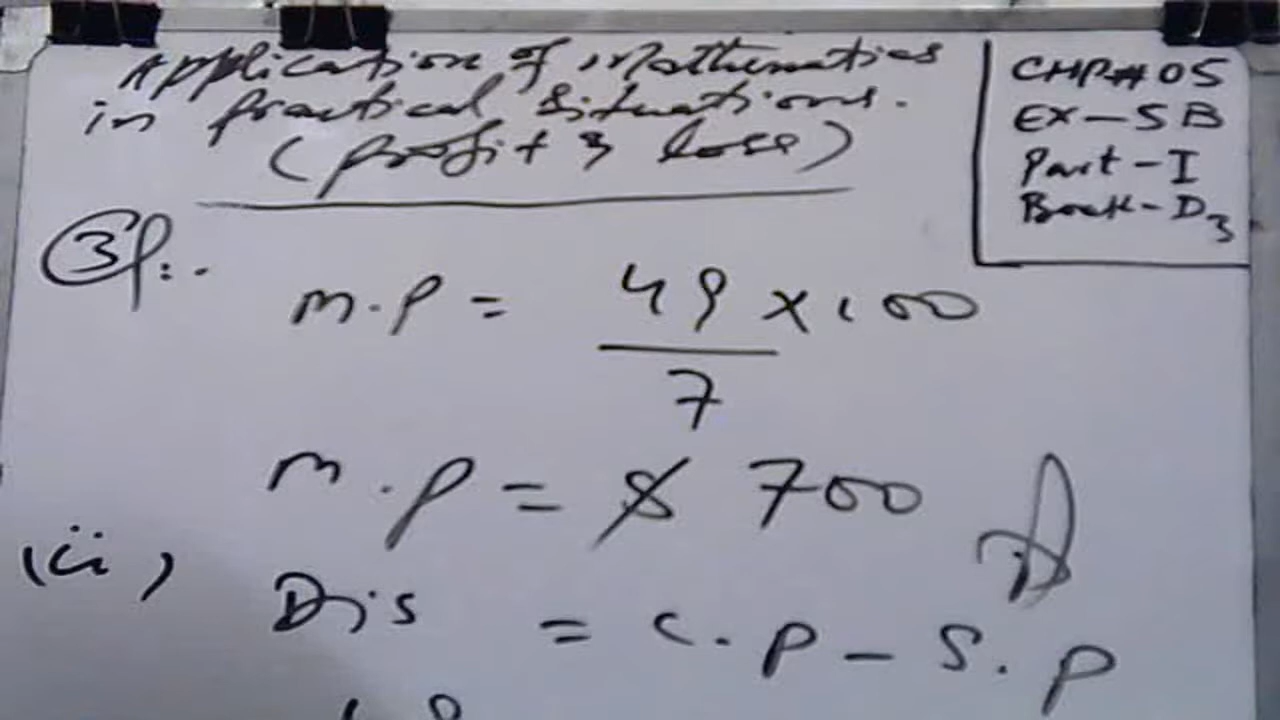 Application of Mathematics
in practical situations.
(profit & loss)
CHP# 05
EX-5B
Part-I
Book-D3
3p:.
M.P = 49 × 100
7
M.P = $ 700
(ii)
Dis = C.P - S.P